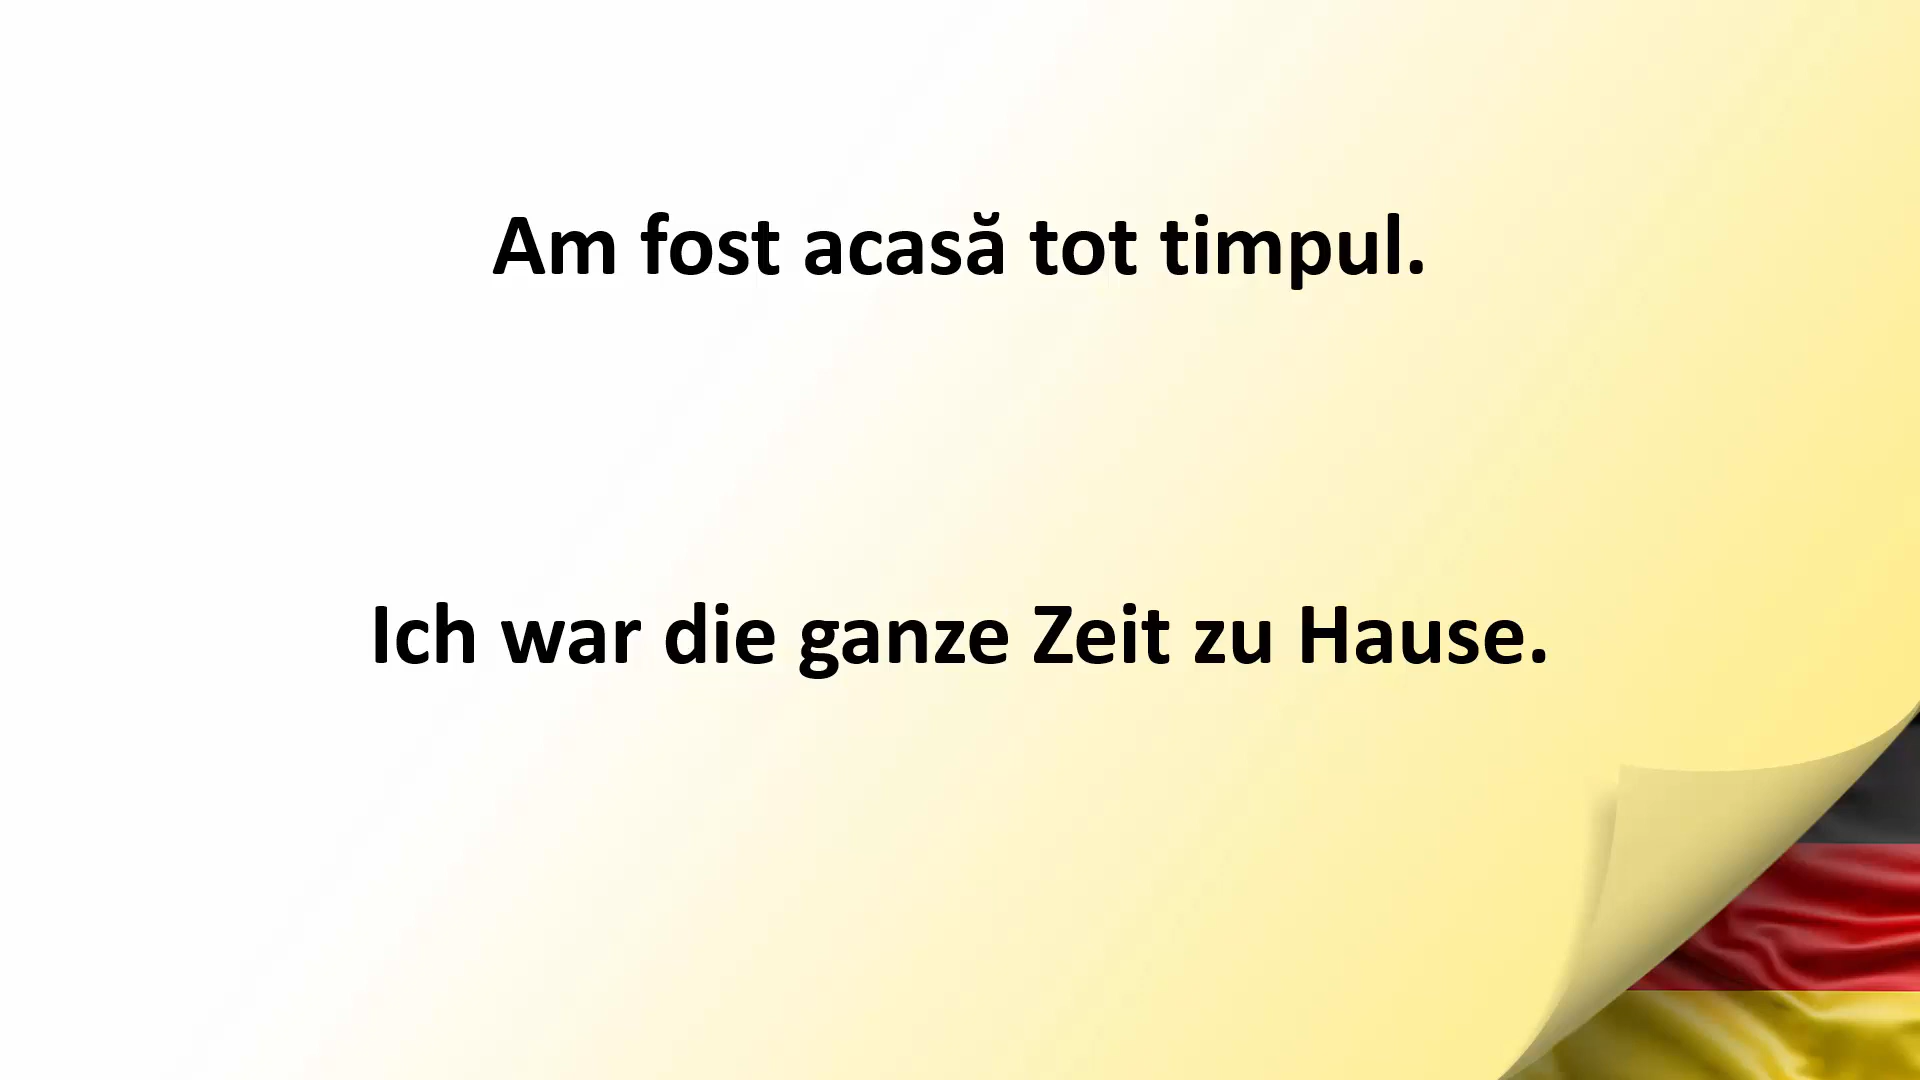 Am fost acasă tot timpul.
Ich war die ganze Zeit zu Hause.